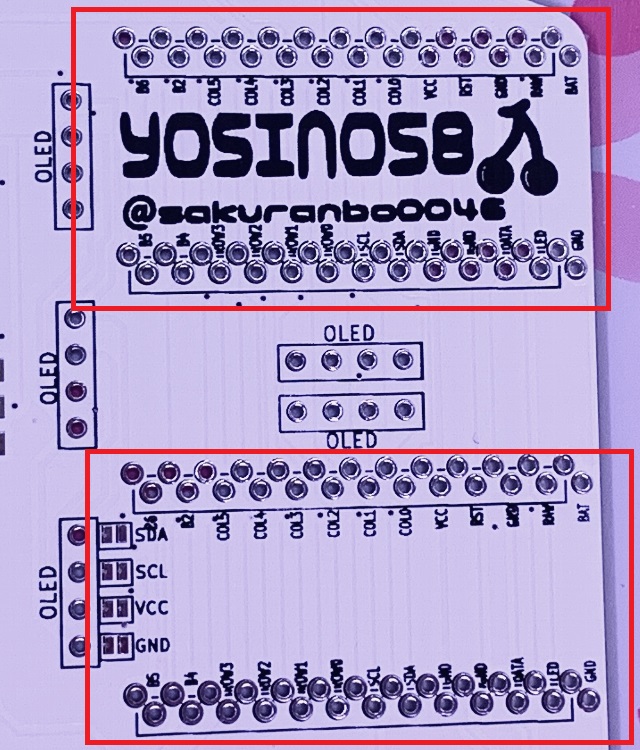 B6 B2 COL5 COL4 COL3 COL2 COL1 COL0 VCC RST GND RAW BAT
OLED
YOSINO58
@sakuranbo0046
B5 B4 ROW3 ROW2 ROW1 ROW0 SCL SDA GND GND DATA LED GND
OLED
OLED
OLED
B6 B2 COL5 COL4 COL3 COL2 COL1 COL0 VCC RST GND RAW BAT
OLED
SDA
SCL
VCC
GND
B5 B4 ROW3 ROW2 ROW1 ROW0 SCL SDA GND GND DATA LED GND